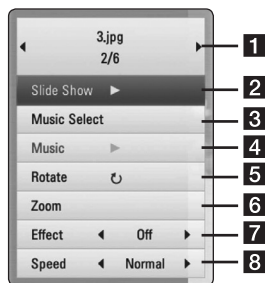 3.jpg 1
2/6
Slide Show 2
Music Select 3
Music 4
Rotate 5
Zoom 6
Effect Off 7
Speed Normal 8